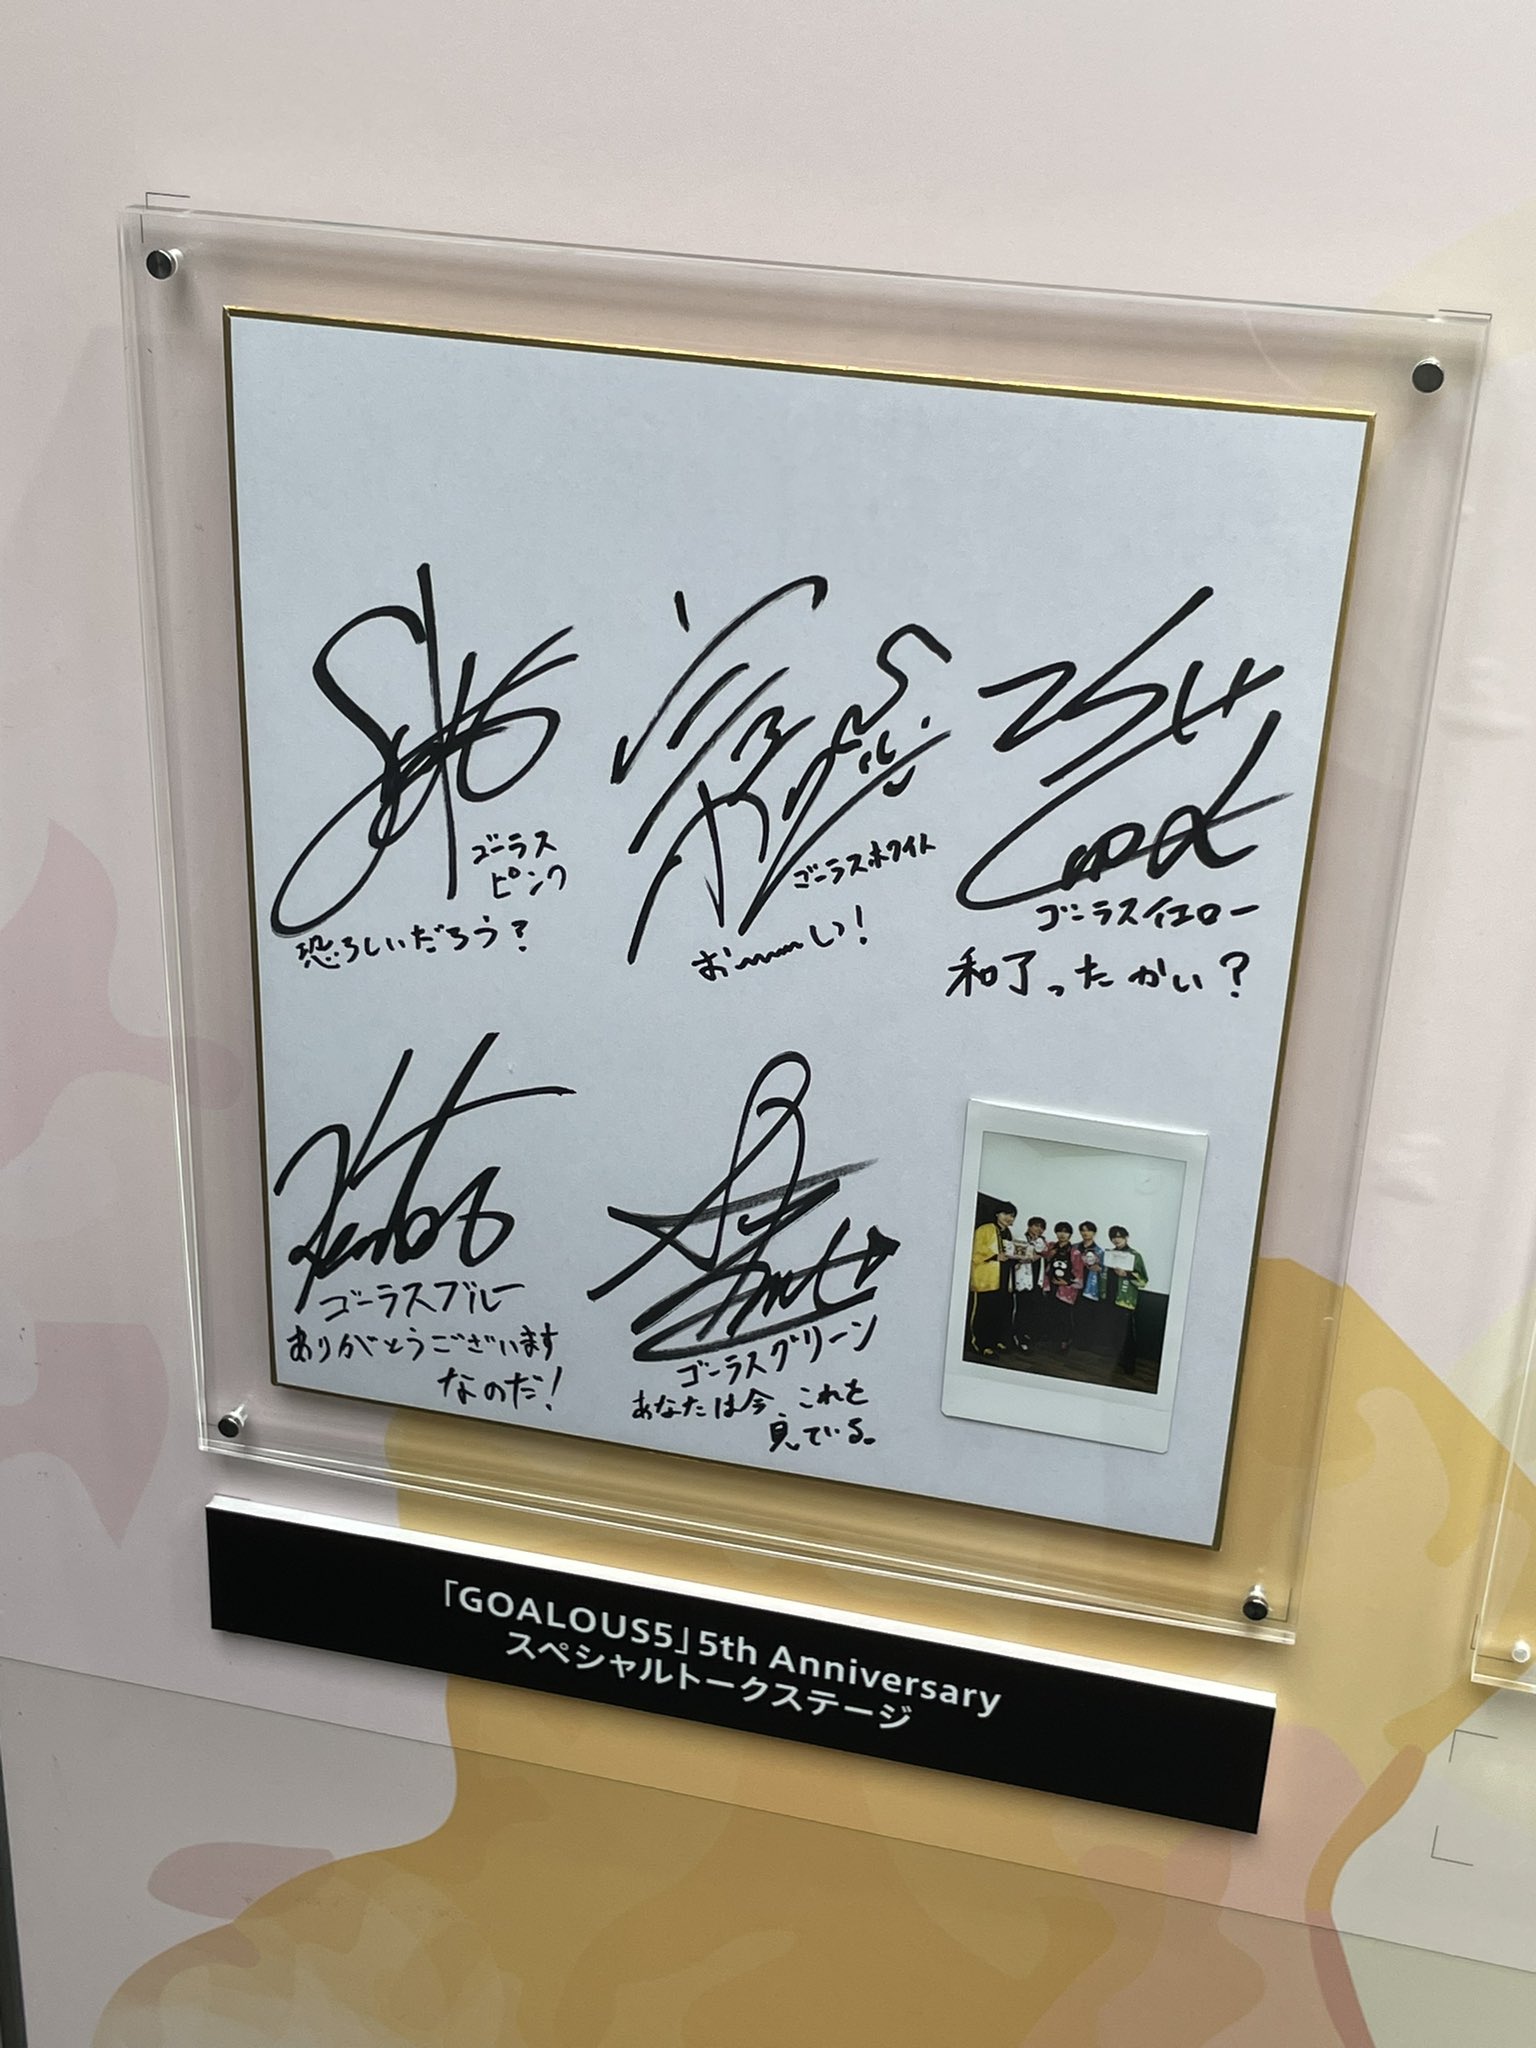 ゴーラス
ピンク
恐ろしいだろう?
ゴーラスホワイト
お〜〜しい!
ゴーラスイエロー
和了ったかい?
ゴーラスブルー
ありがとうございます
なのだ!
ゴーラスグリーン
あなたは今、これを
見ている。
「GOALOUS5」5th Anniversary
スペシャルトークステージ